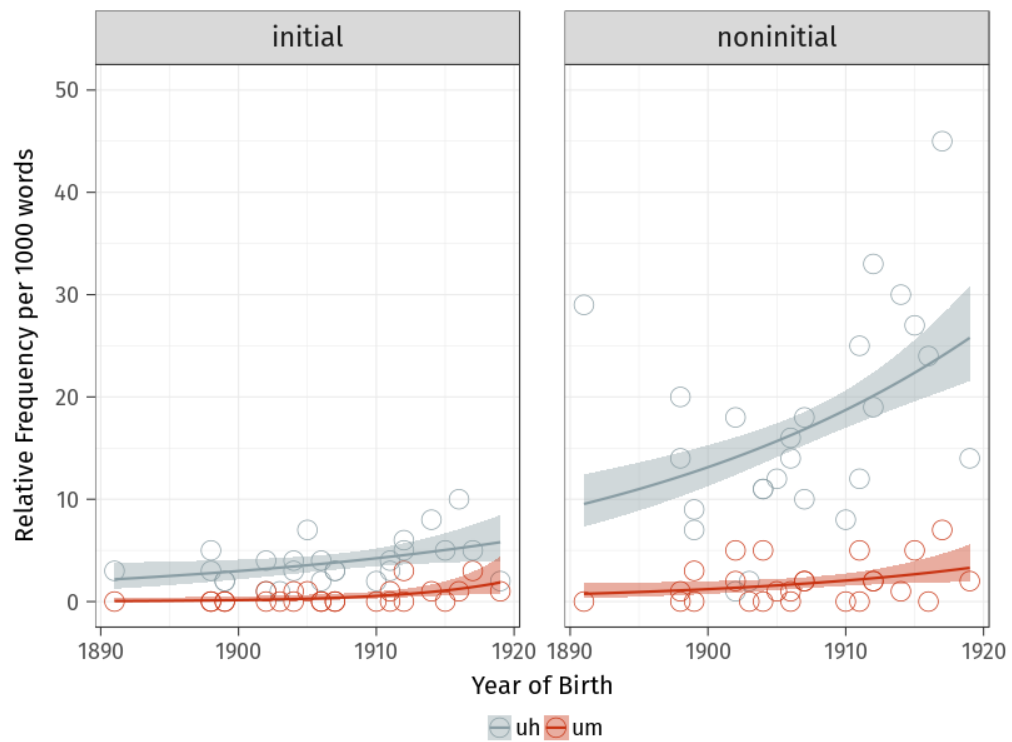 initial
noninitial
Relative Frequency per 1000 words
50
40
30
20
10
0
1890 1900 1910 1920
1890 1900 1910 1920
Year of Birth
uh um